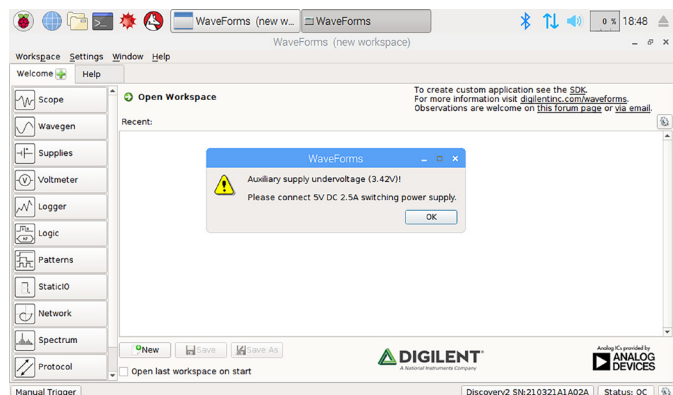 WaveForms (new w...
WaveForms
0 %
18:48
WaveForms (new workspace)
Workspace Settings Window Help
Welcome
Help
Scope
Wavegen
Supplies
Voltmeter
Logger
Logic
Patterns
StaticIO
Network
Spectrum
Protocol
Open Workspace
To create custom application see the SDK.
For more information visit digilentinc.com/waveforms.
Observations are welcome on this forum page or via email.
Recent:
WaveForms
Auxiliary supply undervoltage (3.42V)!
Please connect 5V DC 2.5A switching power supply.
OK
New
Save
Save As
Open last workspace on start
DIGILENT
A National Instruments Company
Analog ICs provided by
ANALOG
DEVICES
Manual Trigger
Discovery2 SN:210321A1A02A
Status: OC